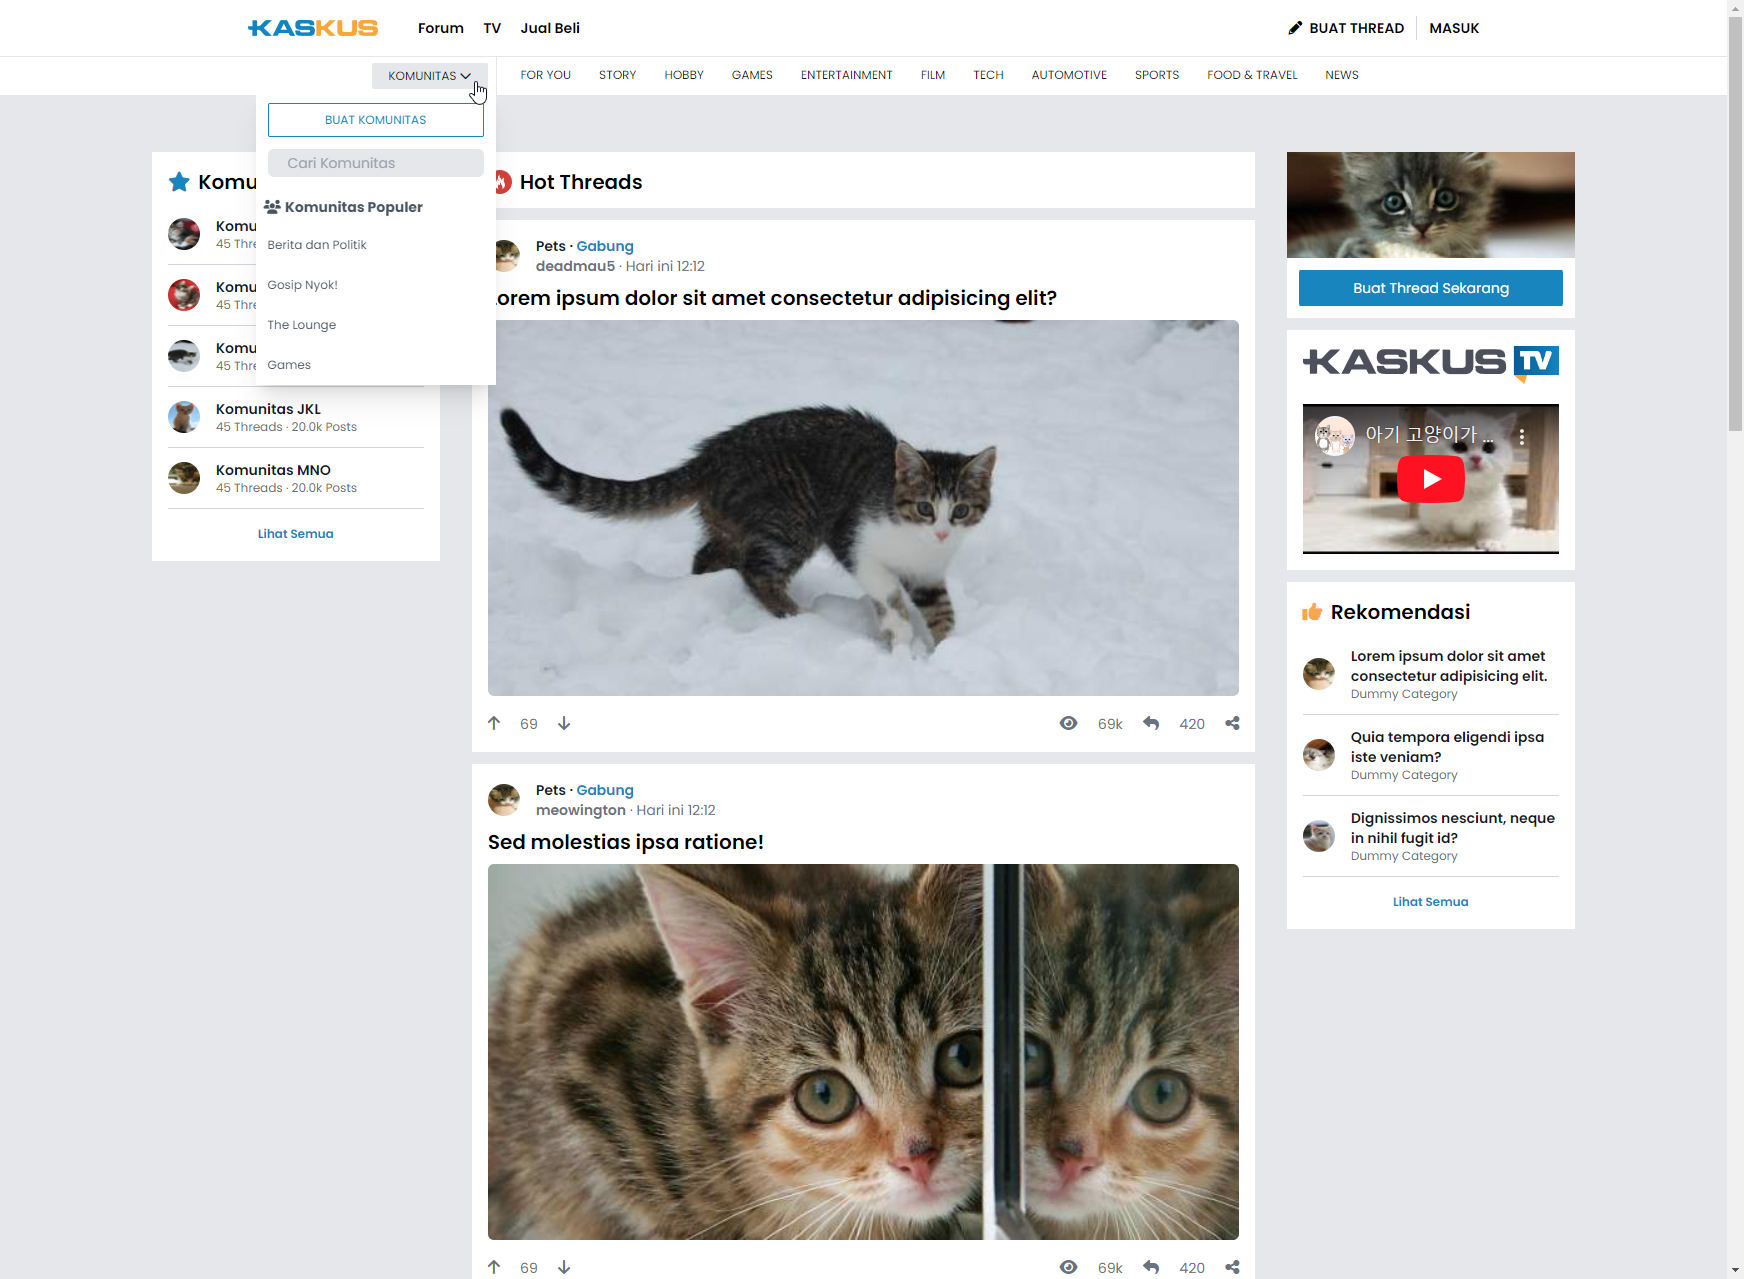 KASKUS
Forum
TV
Jual Beli
BUAT THREAD
MASUK
KOMUNITAS
FOR YOU
STORY
HOBBY
GAMES
ENTERTAINMENT
FILM
TECH
AUTOMOTIVE
SPORTS
FOOD & TRAVEL
NEWS
BUAT KOMUNITAS
Cari Komunitas
Komunitas Populer
Berita dan Politik
Gosip Nyok!
The Lounge
Games
Komu
Komu
45 Thre
Komu
45 Thre
Komu
45 Thre
Komunitas JKL
45 Threads · 20.0k Posts
Komunitas MNO
45 Threads · 20.0k Posts
Lihat Semua
Hot Threads
Pets · Gabung
deadmau5 · Hari ini 12:12
Lorem ipsum dolor sit amet consectetur adipisicing elit?
69
69k
420
Pets · Gabung
meowington · Hari ini 12:12
Sed molestias ipsa ratione!
69
69k
420
Buat Thread Sekarang
KASKUS TV
아기 고양이가 ...
Rekomendasi
Lorem ipsum dolor sit amet
consectetur adipisicing elit.
Dummy Category
Quia tempora eligendi ipsa
iste veniam?
Dummy Category
Dignissimos nesciunt, neque
in nihil fugit id?
Dummy Category
Lihat Semua